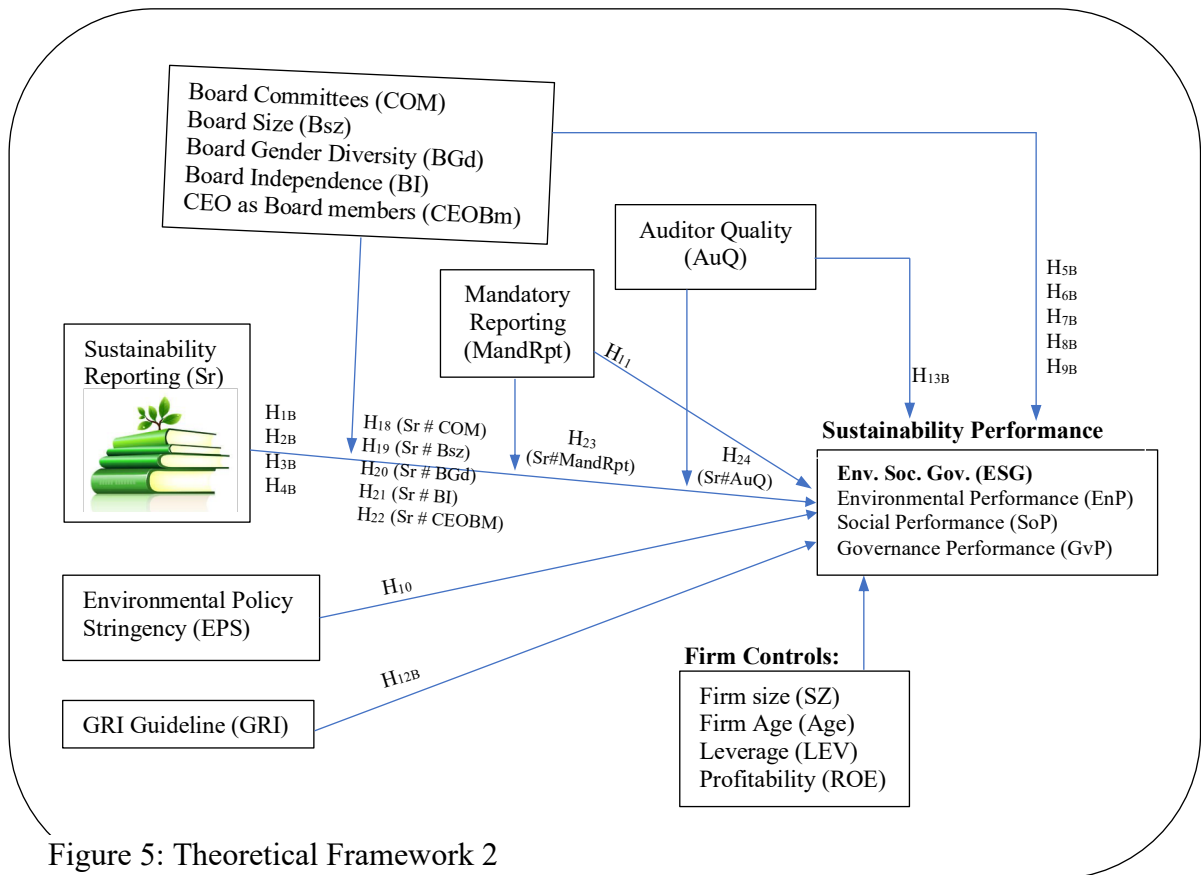 Board Committees (COM)
Board Size (Bsz)
Board Gender Diversity (BGd)
Board Independence (BI)
CEO as Board members (CEOBm)
Auditor Quality
(AuQ)
Mandatory
Reporting
(MandRpt)
Sustainability
Reporting (Sr)
H1B
H2B
H3B
H4B
H18 (Sr # COM)
H19 (Sr # Bsz)
H20 (Sr # BGd)
H21 (Sr # BI)
H22 (Sr # CEOBM)
H23
(Sr#MandRpt)
H11
H24
(Sr#AuQ)
H13B
H5B
H6B
H7B
H8B
H9B
Sustainability Performance
Env. Soc. Gov. (ESG)
Environmental Performance (EnP)
Social Performance (SoP)
Governance Performance (GvP)
Environmental Policy
Stringency (EPS)
H10
GRI Guideline (GRI)
H12B
Firm Controls:
Firm size (SZ)
Firm Age (Age)
Leverage (LEV)
Profitability (ROE)
Figure 5: Theoretical Framework 2